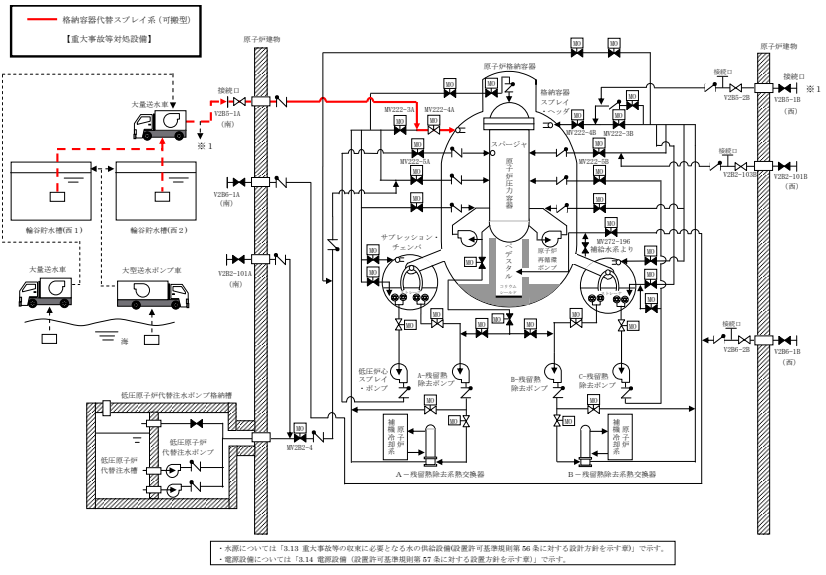 格納容器代替スプレイ系 (可搬型)
【重大事故等対処設備】
原子炉建物
原子炉格納容器
原子炉建物
接続口
V2B5-1A
(南)
大量送水車
※1
MV222-3A
MV222-4A
格納容器
スプレイ
・ヘッダ
MV222-4B
MV222-3B
接続口
V2B5-2B
接続口
V2B5-1B
(西)
※1
スパージャ
原子炉圧力容器
MV222-5A
MV222-5B
接続口
V2B2-103B
V2B2-101B
(西)
V2B6-1A
(南)
輪谷貯水槽(西1)
輪谷貯水槽(西2)
サプレッション・
チェンバ
ペデスタル
原子炉
再循環
ポンプ
MV272-196
補給水系より
V2B2-101A
(南)
大量送水車
大型送水ポンプ車
海
接続口
V2B6-2B
V2B6-1B
(西)
低圧炉心
スプレイ
・ポンプ
A-残留熱
除去ポンプ
B-残留熱
除去ポンプ
C-残留熱
除去ポンプ
低圧原子炉代替注水ポンプ格納槽
低圧原子炉
代替注水ポンプ
低圧原子炉
代替注水槽
MV2B2-4
原子炉
補機冷却系
原子炉
補機冷却系
A-残留熱除去系熱交換器
B-残留熱除去系熱交換器
・水源については「3.13 重大事故等の収束に必要となる水の供給設備(設置許可基準規則第 56 条に対する設計方針を示す章)」で示す。
・電源設備については「3.14 電源設備 (設置許可基準規則第 57 条に対する設計方針を示す章)」で示す。